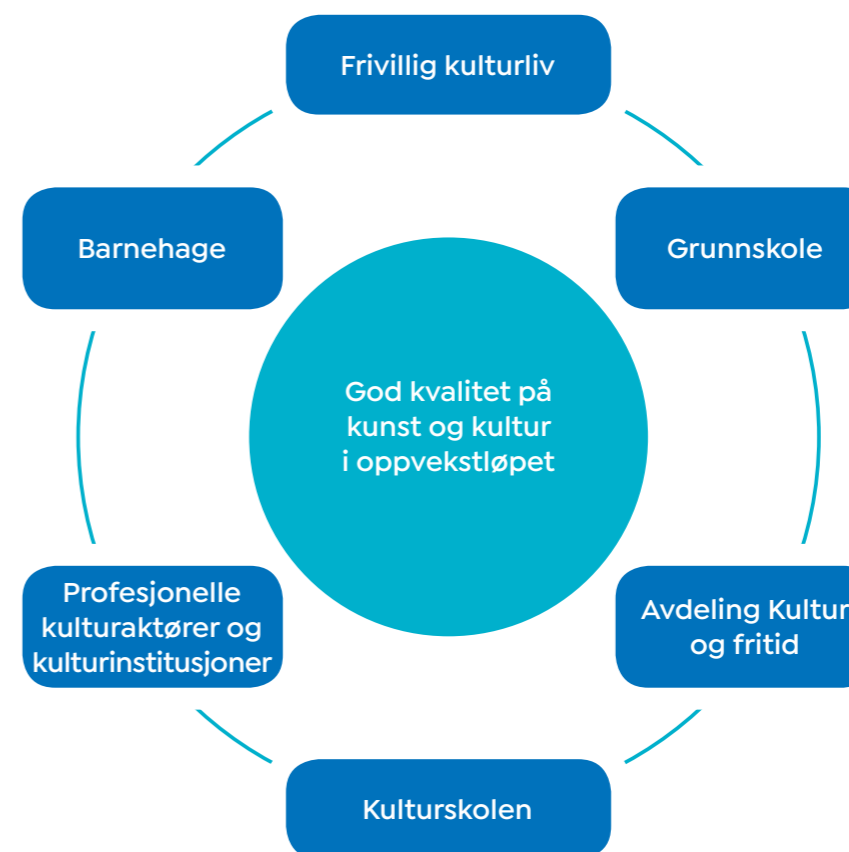 Frivillig kulturliv
Barnehage
Grunnskole
God kvalitet på
kunst og kultur
i oppvekstløpet
Profesjonelle
kulturaktører og
kulturinstitusjoner
Avdeling Kultur
og fritid
Kulturskolen